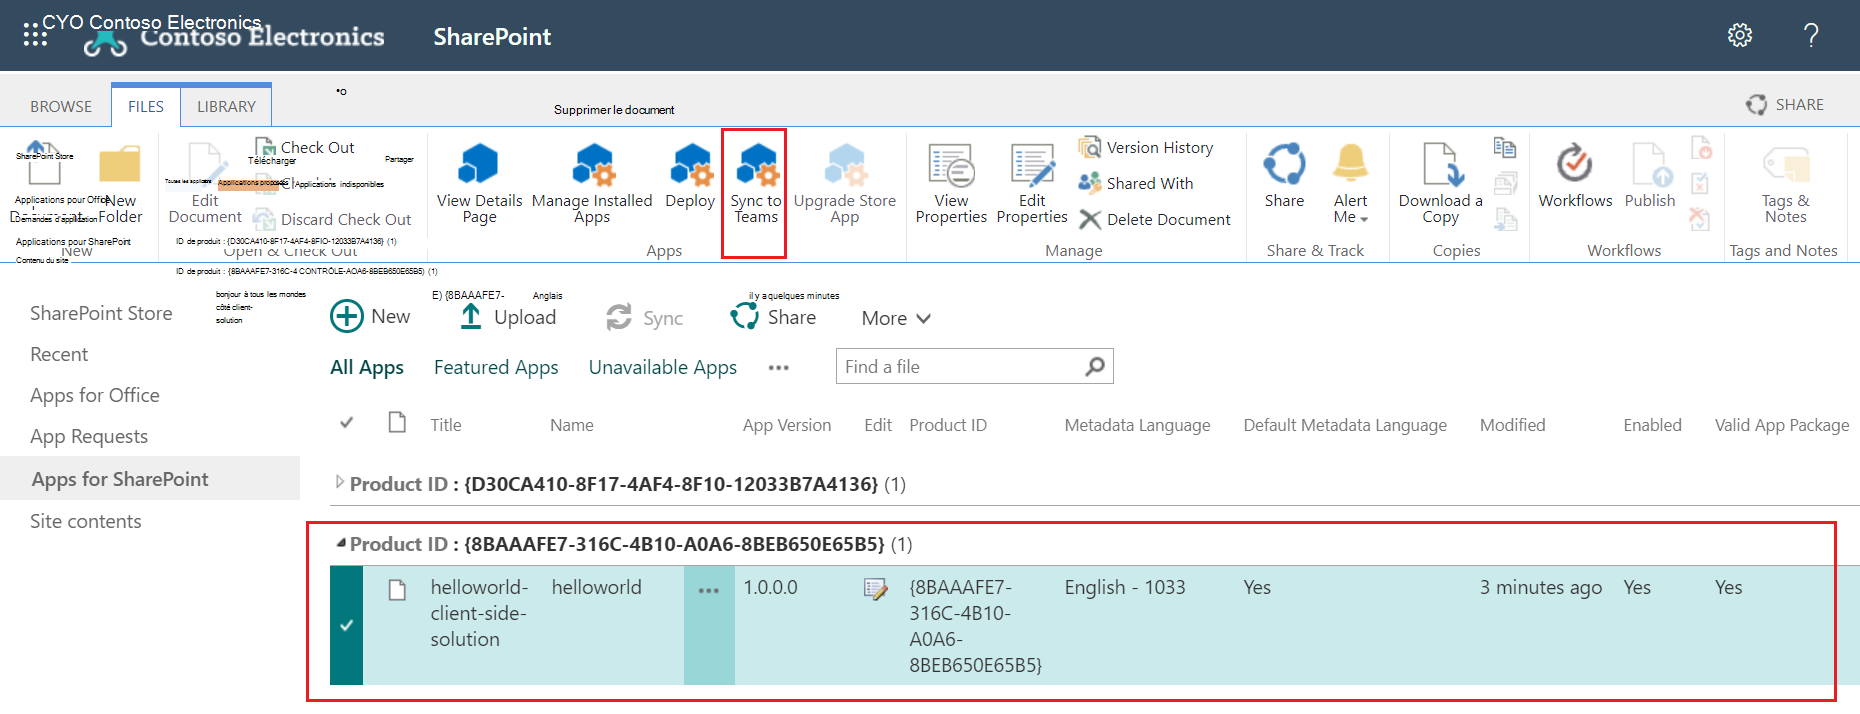 CYO Contoso Electronics
Contoso Electronics
SharePoint
BROWSE
FILES
LIBRARY
Supprimer le document
SHARE
SharePoint Store
Applications pour Office
Demandes d'application
Applications pour SharePoint
Contenu du site
New
Folder
New
Edit
Document
Check Out
Télécharger
Partager
Applications indisponibles
Discard Check Out
ID de produit : {D30CA410-8F17-4AF4-8FIO-12033B7A4136} (1)
Open & Check Out
ID de produit : {8BAAAFE7-316C-4 CONTRÔLE-AOA6-8BEB650E65B5} (1)
View Details
Page
Manage Installed
Apps
Deploy
Sync to
Teams
Upgrade Store
App
Apps
View
Properties
Edit
Properties
Version History
Shared With
Delete Document
Manage
Share
Alert
Me
Share & Track
Download a
Copy
Copies
Workflows
Publish
Workflows
Tags &
Notes
Tags and Notes
bonjour à tous les mondes
côté client-
solution
E) {8BAAAFE7-
Anglais
il y a quelques minutes
SharePoint Store
Recent
Apps for Office
App Requests
Apps for SharePoint
Site contents
New
Upload
Sync
Share
More
All Apps
Featured Apps
Unavailable Apps
•••
Find a file
Title
Name
App Version
Edit
Product ID
Metadata Language
Default Metadata Language
Modified
Enabled
Valid App Package
Product ID : {D30CA410-8F17-4AF4-8F10-12033B7A4136} (1)
Product ID : {8BAAAFE7-316C-4B10-A0A6-8BEB650E65B5} (1)
helloworld-
client-side-
solution
helloworld
•••
1.0.0.0
{8BAAAFE7-
316C-4B10-
A0A6-
8BEB650E65B5}
English - 1033
Yes
3 minutes ago
Yes
Yes